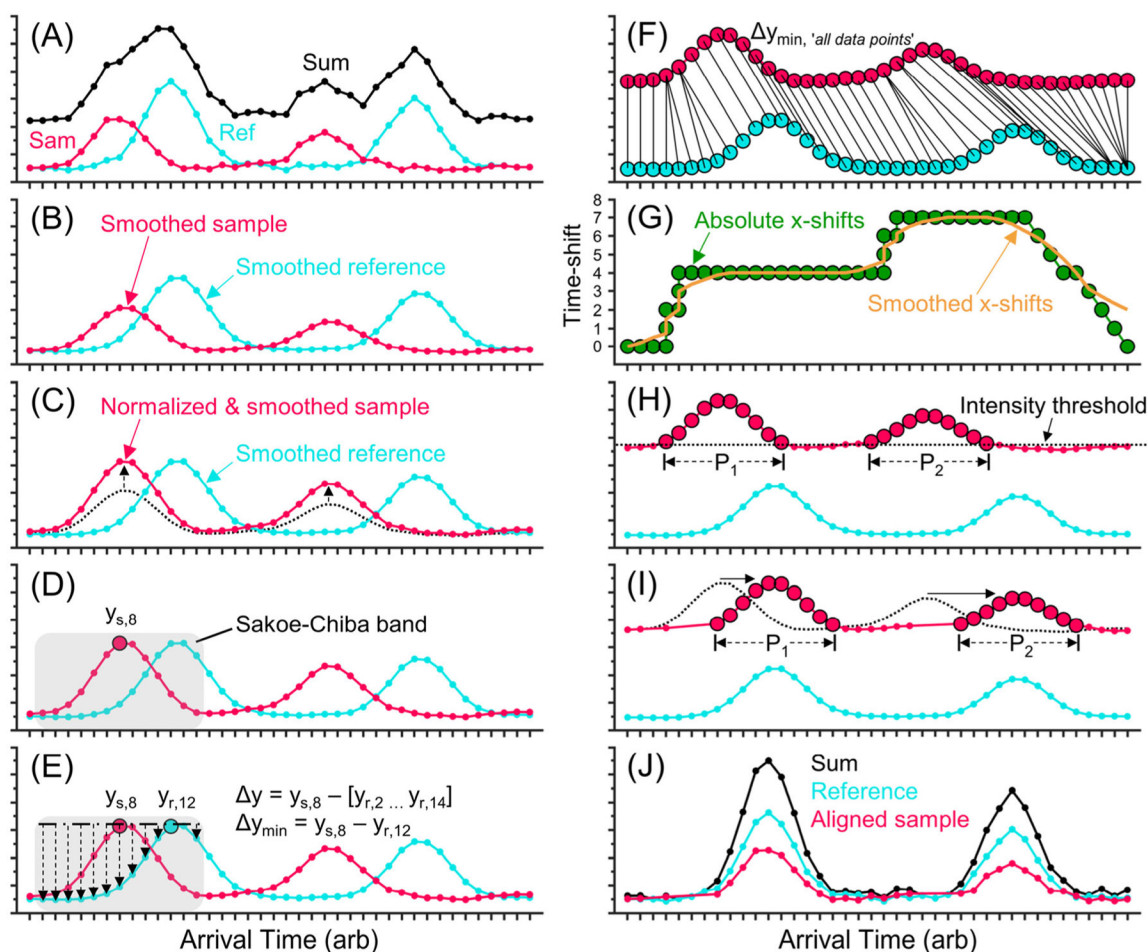 (A)
Sum
Sam
Ref
(B)
Smoothed sample
Smoothed reference
(C)
Normalized & smoothed sample
Smoothed reference
(D)
ys,8
Sakoe-Chiba band
(E)
ys,8 yr,12
Δy = ys,8 – [yr,2 ... yr,14]
Δymin = ys,8 – yr,12
Arrival Time (arb)
(F)
Δymin, 'all data points'
(G)
Time-shift
8
7
6
5
4
3
2
1
0
Absolute x-shifts
Smoothed x-shifts
(H)
Intensity threshold
P1
P2
(I)
P1
P2
(J)
Sum
Reference
Aligned sample
Arrival Time (arb)